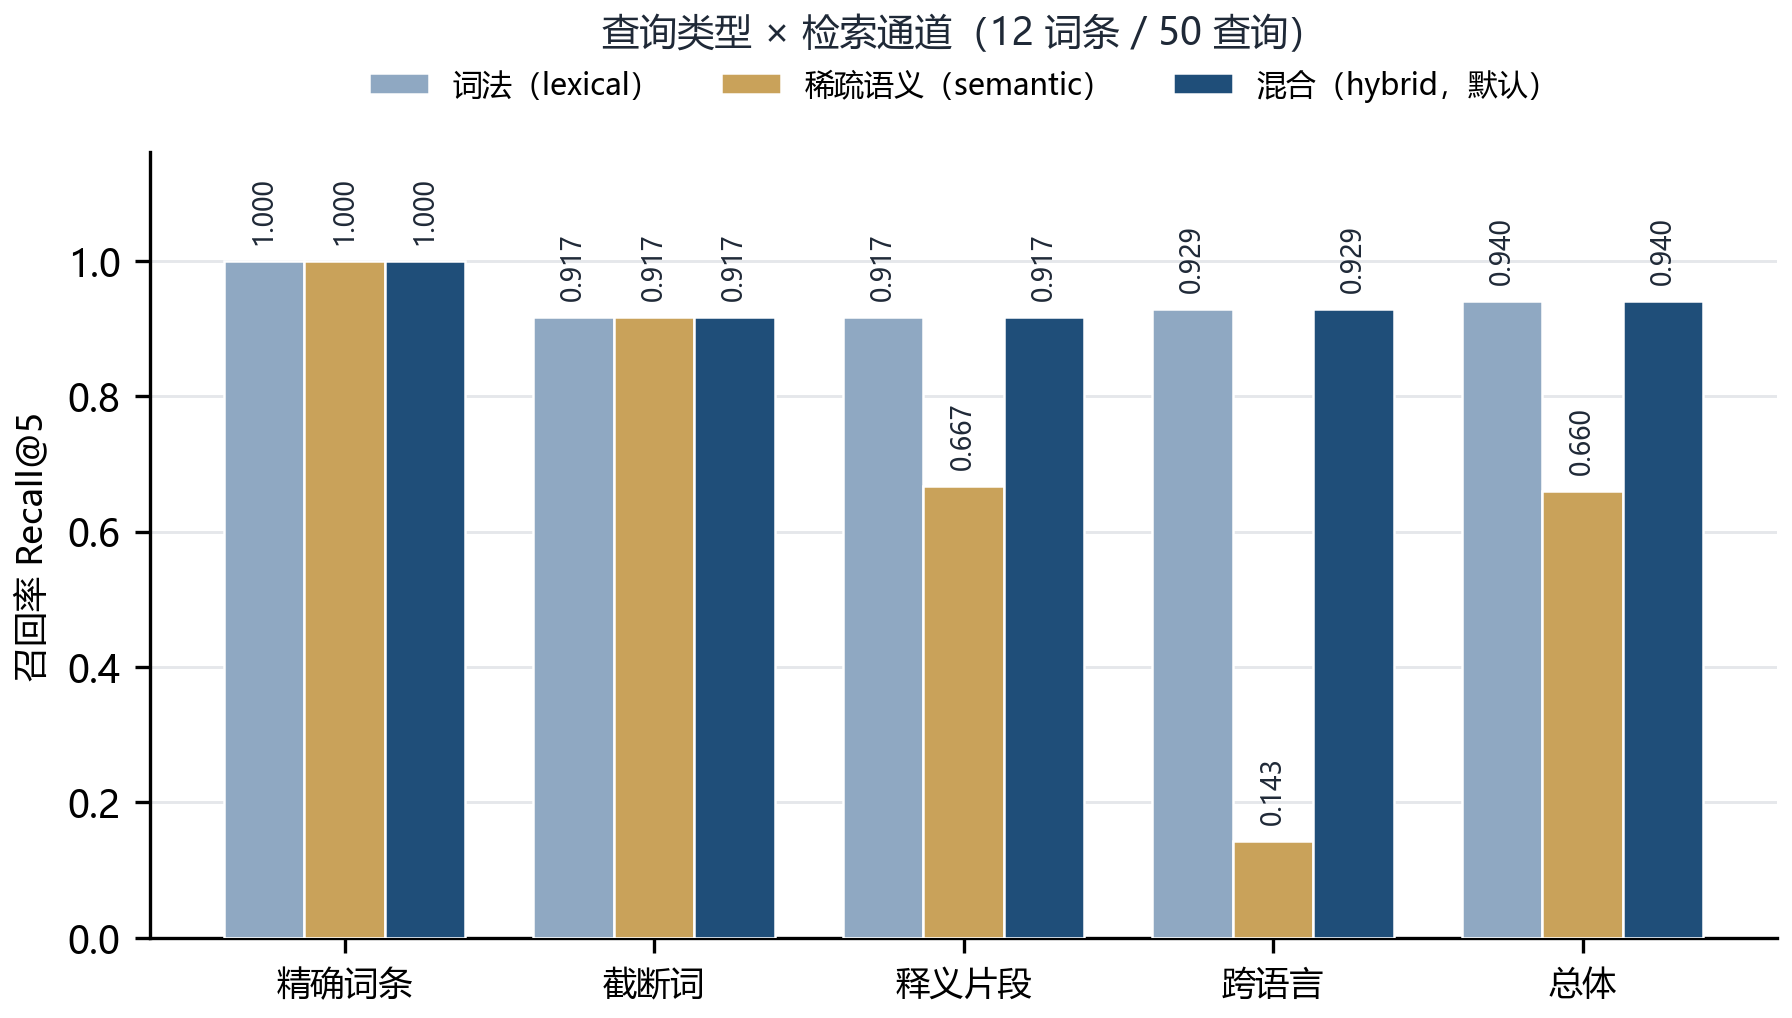 查询类型 × 检索通道（12 词条 / 50 查询）
词法（lexical） 稀疏语义（semantic） 混合（hybrid，默认）
召回率 Recall@5
1.0
0.8
0.6
0.4
0.2
0.0
1.000 1.000 1.000
0.917 0.917 0.917
0.917 0.667 0.917
0.929 0.143 0.929
0.940 0.660 0.940
精确词条 截断词 释义片段 跨语言 总体